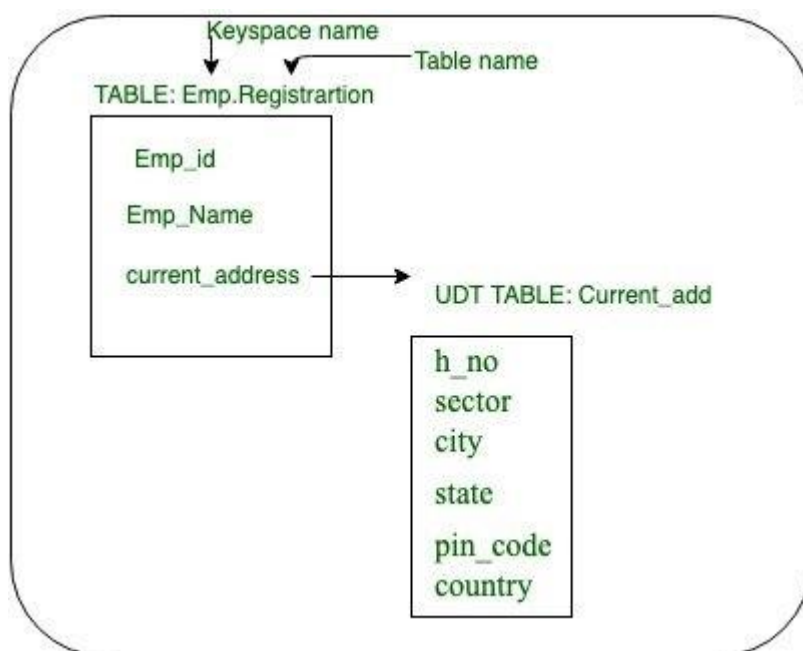 Keyspace name
Table name
TABLE: Emp.Registrartion
Emp_id
Emp_Name
current_address
UDT TABLE: Current_add
h_no
sector
city
state
pin_code
country